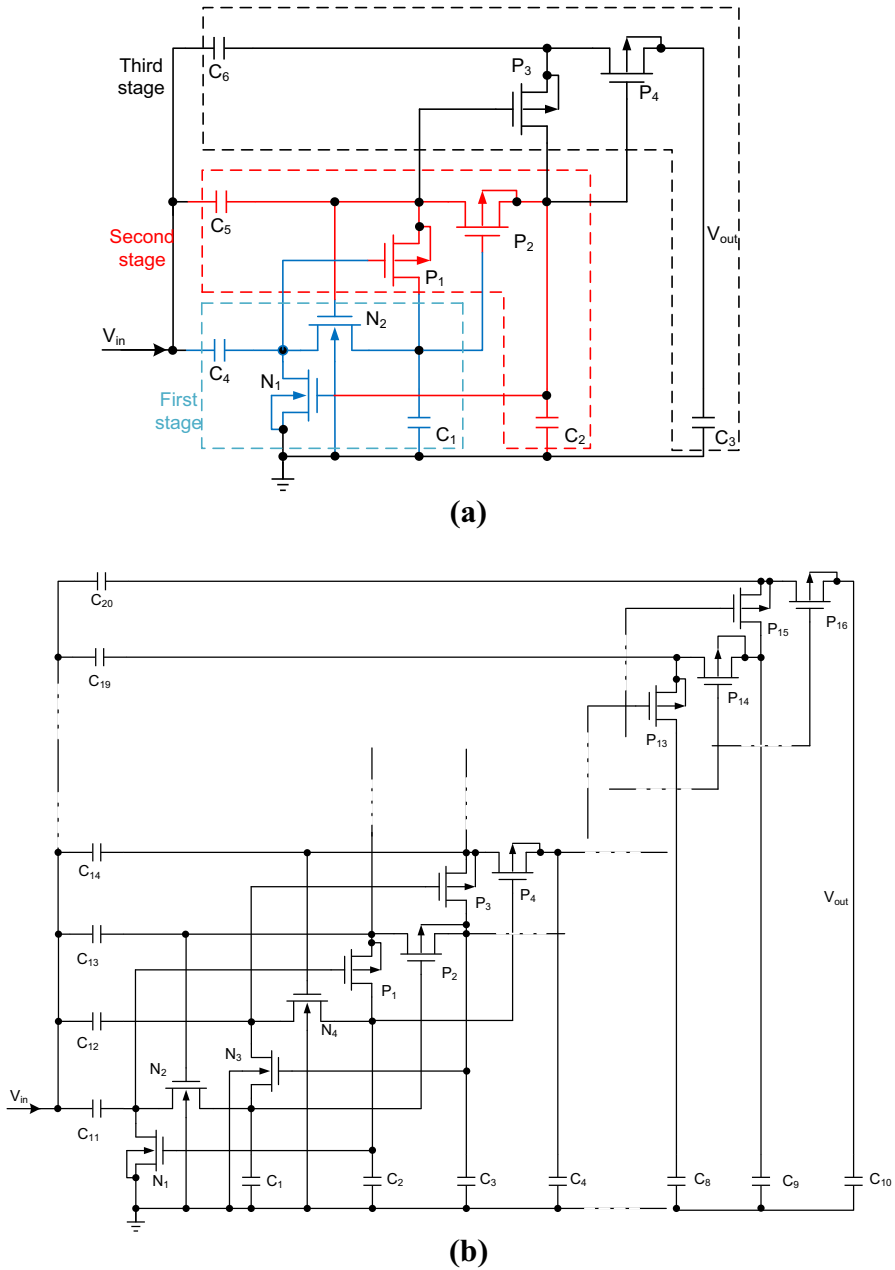 Third
stage
C6
P3
P4
Second
stage
C5
P1
P2
Vout
Vin
C4
N2
N1
First
stage
C1
C2
C3
(a)
C20
P15
P16
C19
P13
P14
C14
P3
P4
Vout
C13
P1
P2
C12
N4
N3
N2
Vin
C11
N1
C1
C2
C3
C4
C8
C9
C10
(b)